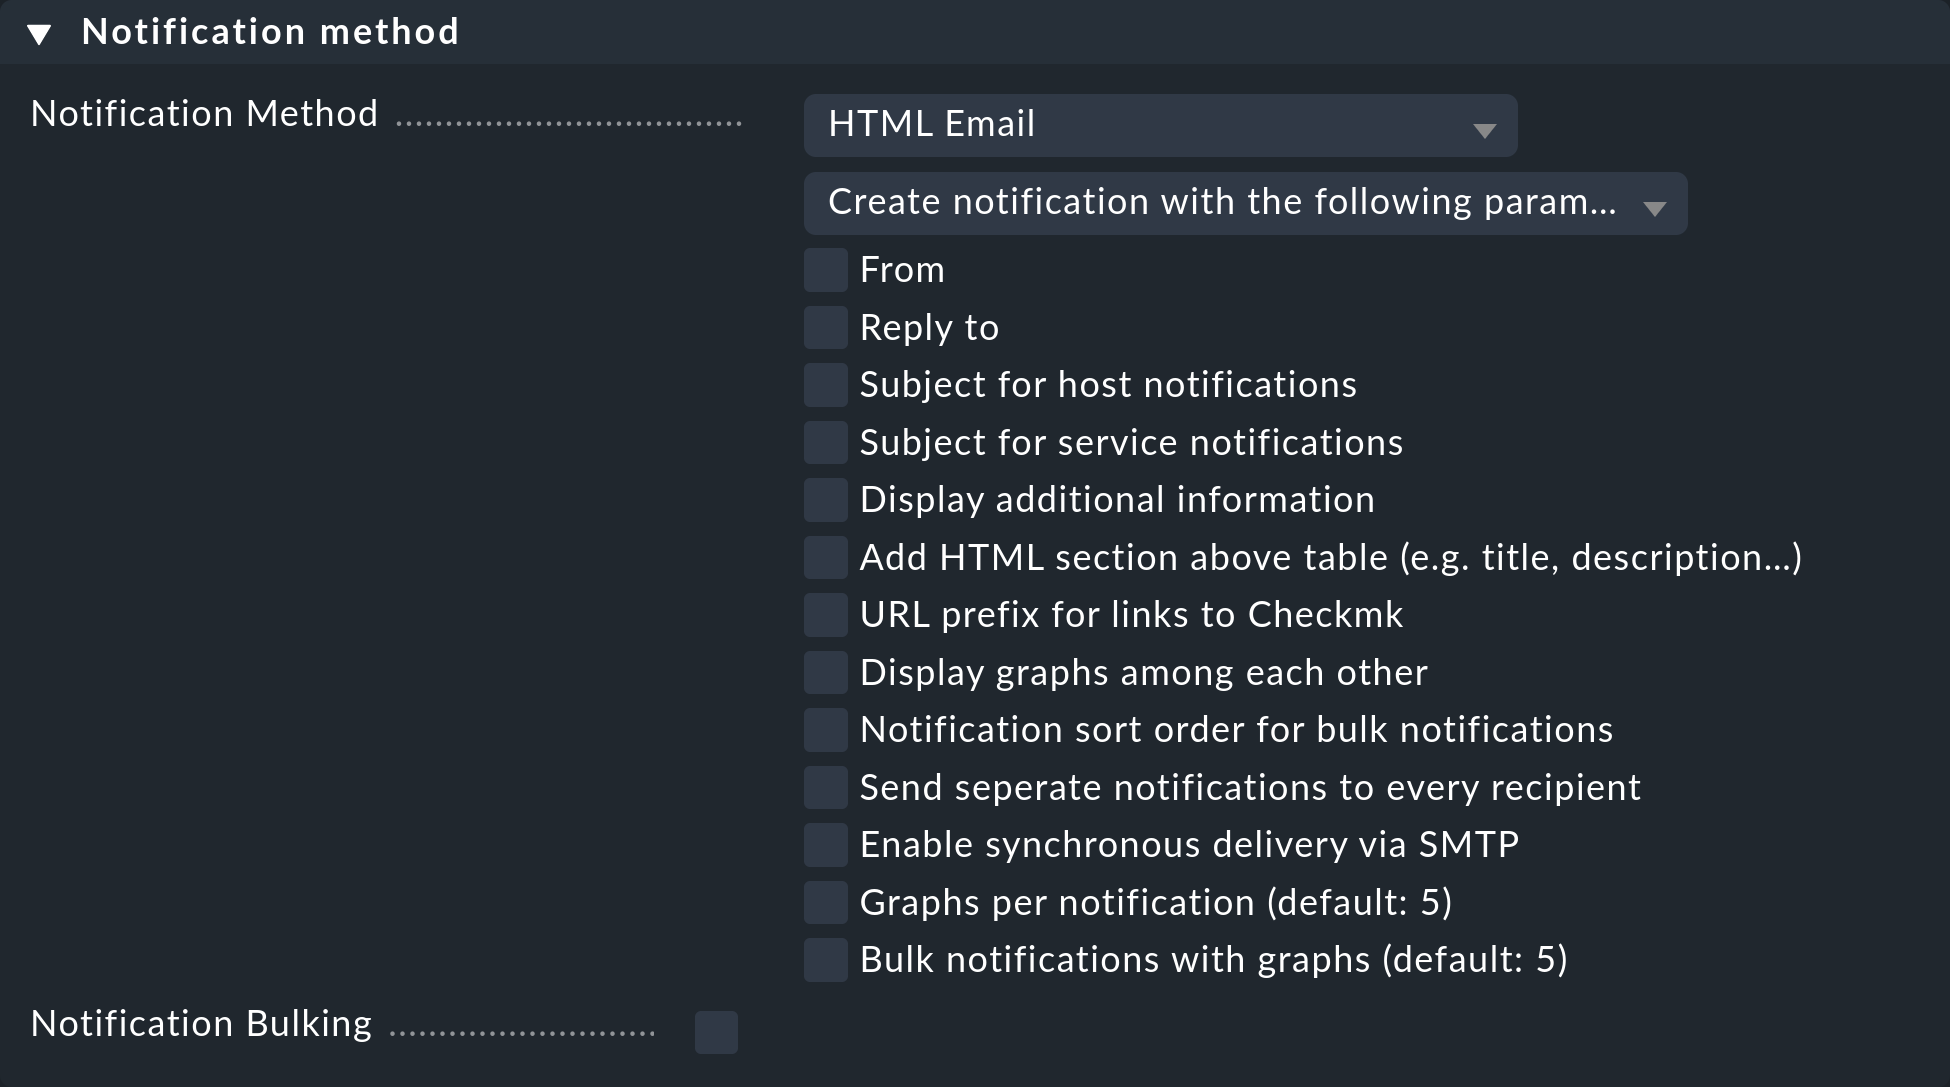 Notification method
Notification Method
HTML Email
Create notification with the following param...
From
Reply to
Subject for host notifications
Subject for service notifications
Display additional information
Add HTML section above table (e.g. title, description...)
URL prefix for links to Checkmk
Display graphs among each other
Notification sort order for bulk notifications
Send seperate notifications to every recipient
Enable synchronous delivery via SMTP
Graphs per notification (default: 5)
Bulk notifications with graphs (default: 5)
Notification Bulking